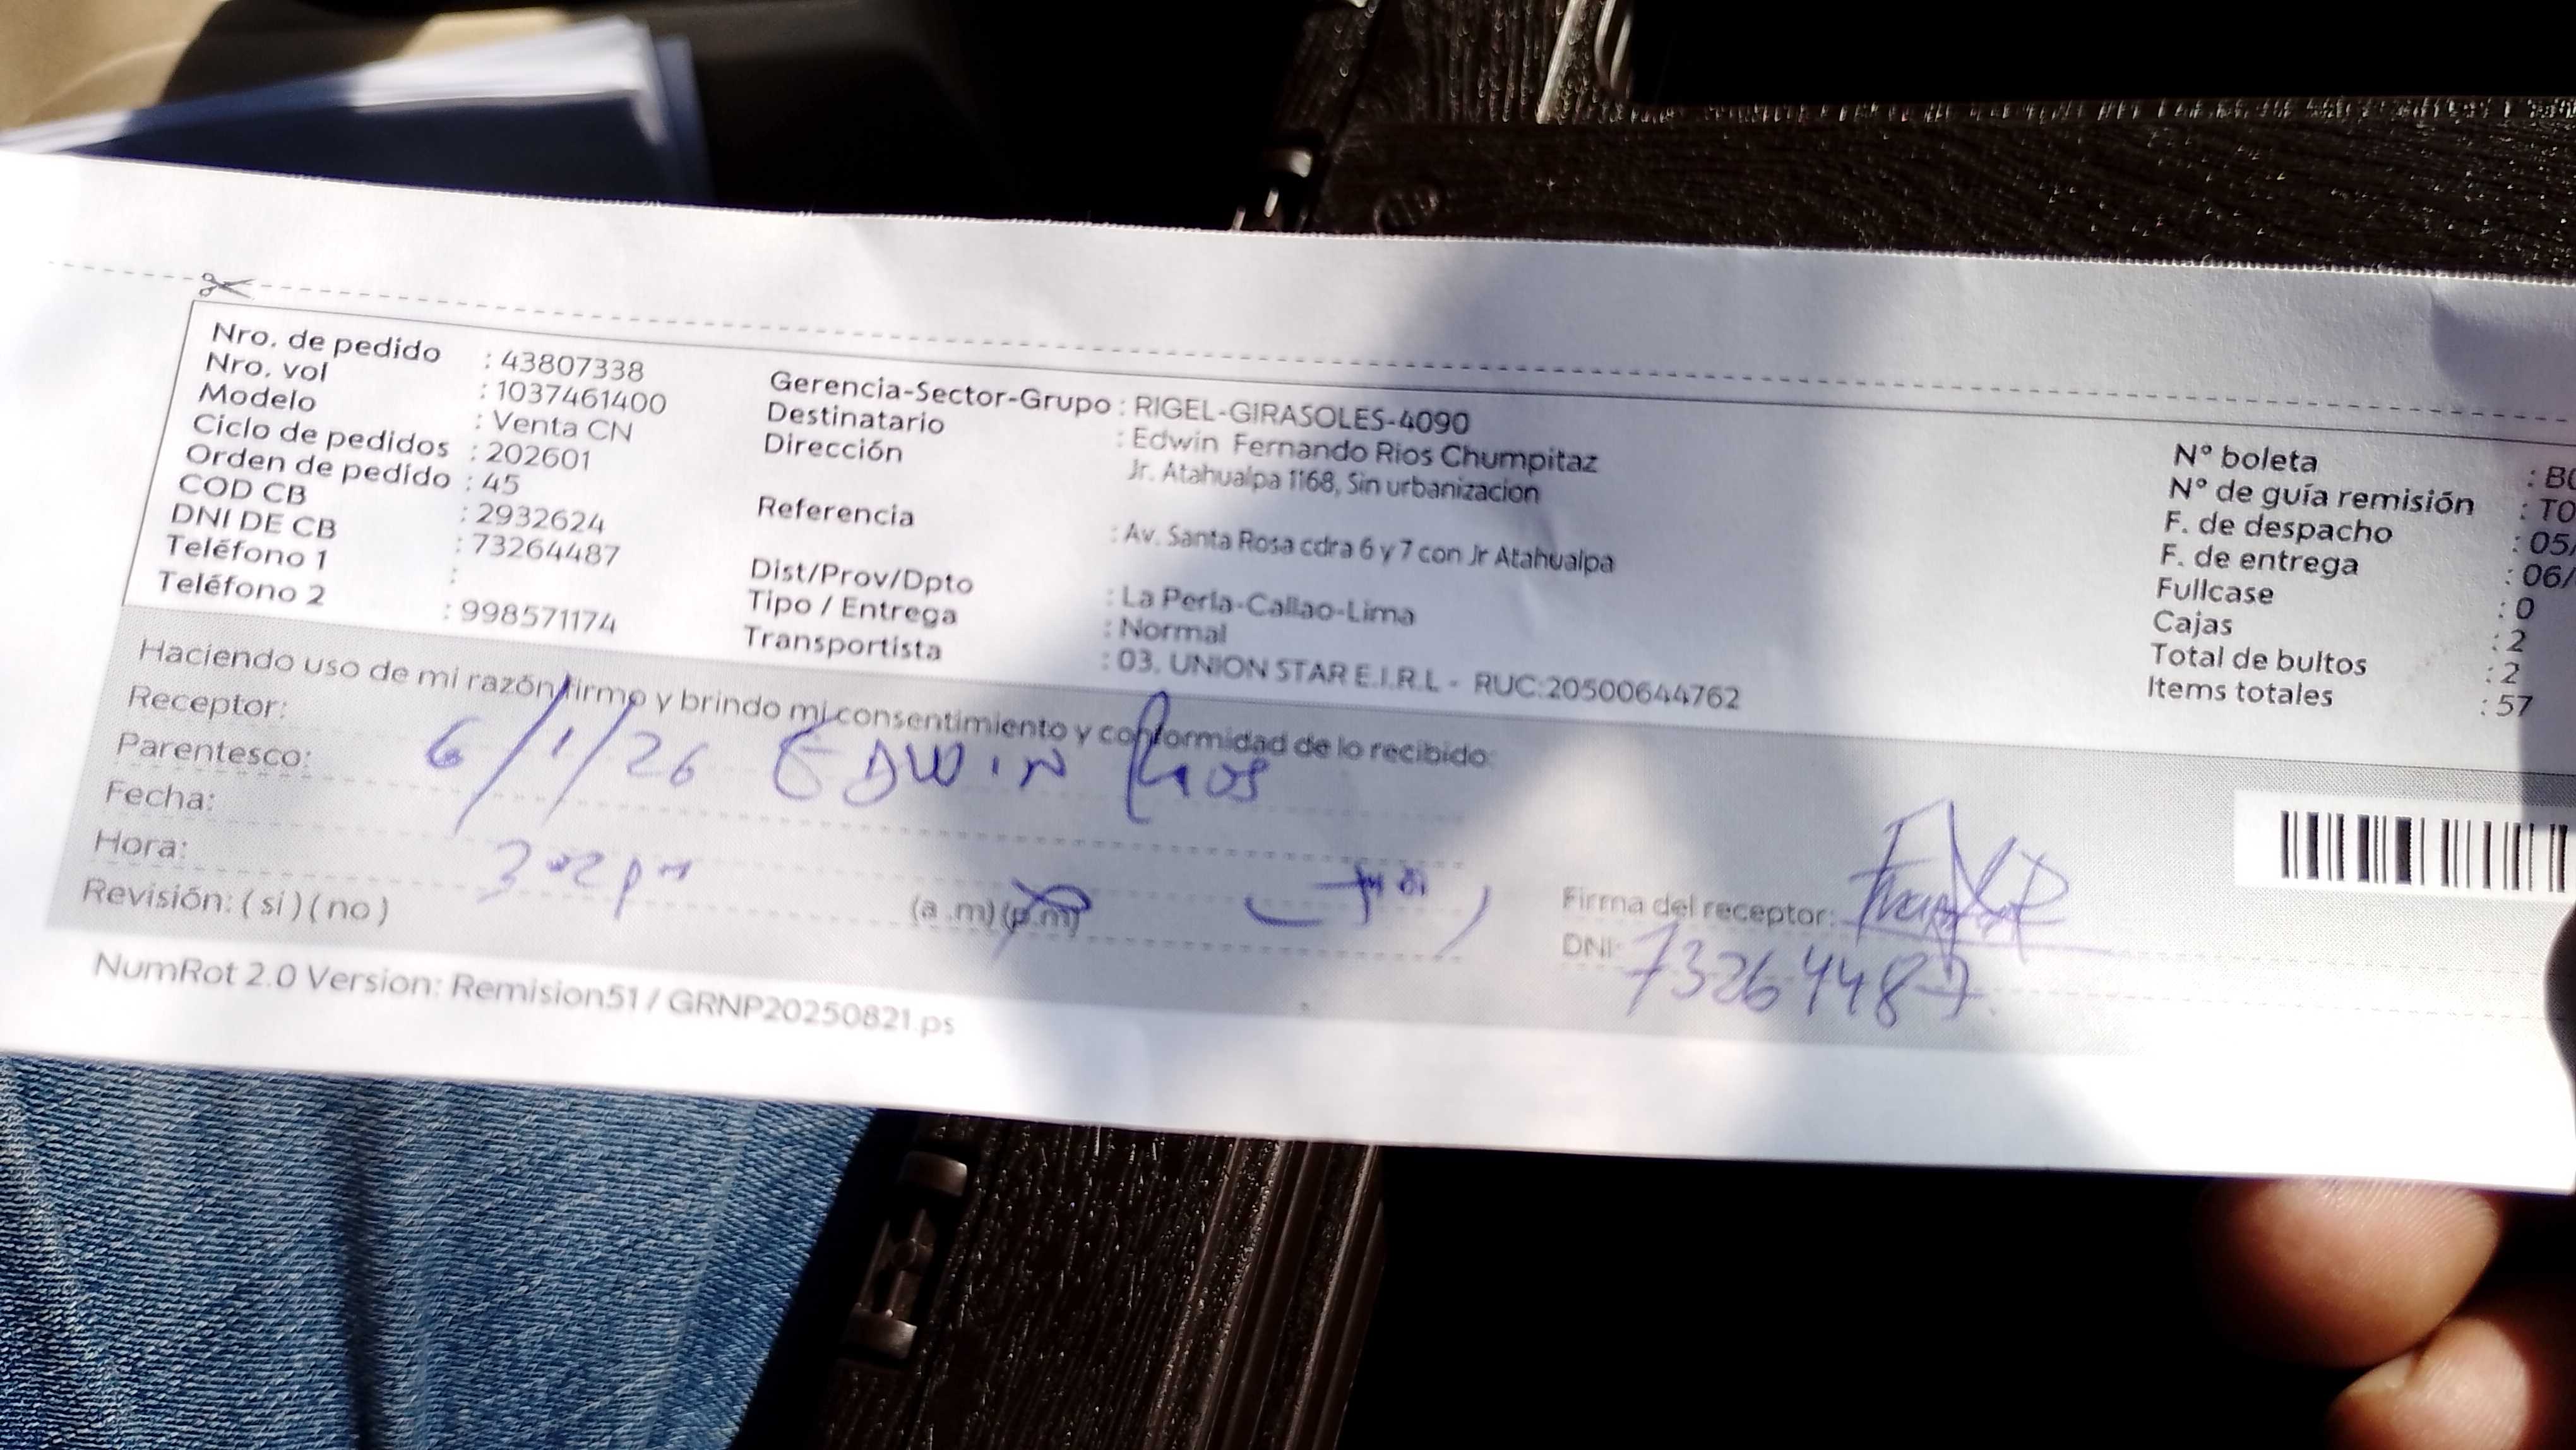 Nro. de pedido : 43807338
Nro. vol : 1037461400
Modelo : Venta CN
Ciclo de pedidos : 202601
Orden de pedido : 45
COD CB : 2932624
DNI DE CB : 73264487
Teléfono 1 :
Teléfono 2 : 998571174
Gerencia-Sector-Grupo : RIGEL-GIRASOLES-4090
Destinatario : Edwin Fernando Rios Chumpitaz
Dirección Jr. Atahualpa 1168, Sin urbanizacion
Referencia : Av. Santa Rosa cdra 6 y 7 con Jr Atahualpa
Dist/Prov/Dpto : La Perla-Callao-Lima
Tipo / Entrega : Normal
Transportista : 03. UNION STAR E.I.R.L - RUC:20500644762
N° boleta : B
N° de guía remisión : TO
F. de despacho : 05/
F. de entrega : 06/
Fullcase : 0
Cajas : 2
Total de bultos : 2
Items totales : 57
Haciendo uso de mi razón firmo y brindo mi consentimiento y conformidad de lo recibido:
Receptor:
Parentesco: 6/1/26 EDWIN Rios
Fecha:
Hora: (a.m)(p.m)
Revisión: (si)(no)
Firma del receptor:
DNI: 73264487
NumRot 2.0 Version: Remision51 / GRNP20250821.ps